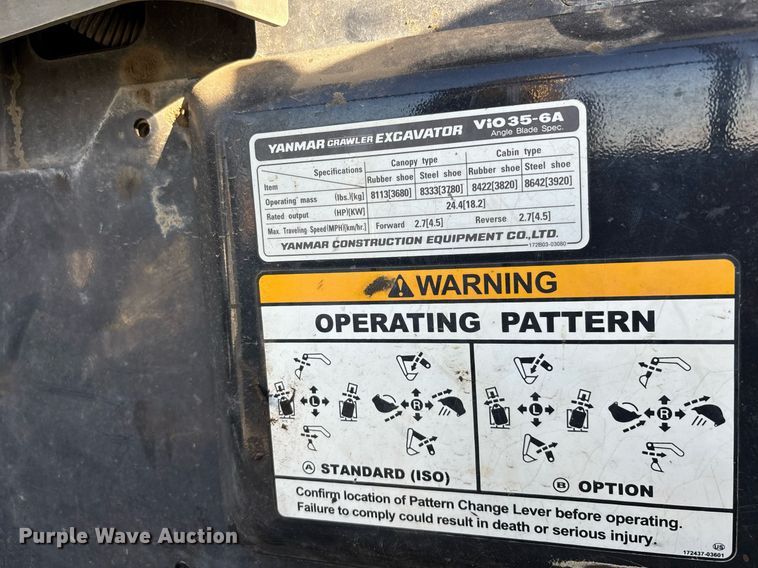 YANMAR CRAWLER EXCAVATOR ViO35-6A
Angle Blade Spec.
Specifications Canopy type Cabin type
Item Rubber shoe Steel shoe Rubber shoe Steel shoe
Operating mass (lbs.)[kg] 8113[3680] 8333[3780] 8422[3820] 8642[3920]
Rated output (HP)[KW] 24.4[18.2]
Max. Traveling Speed(MPH)[km/hr.] Forward 2.7[4.5] Reverse 2.7[4.5]
YANMAR CONSTRUCTION EQUIPMENT CO.,LTD.
172B03-03080
WARNING
OPERATING PATTERN
L R L R
A STANDARD (ISO)
B OPTION
Confirm location of Pattern Change Lever before operating.
Failure to comply could result in death or serious injury.
US
172437-03601
Purple Wave Auction